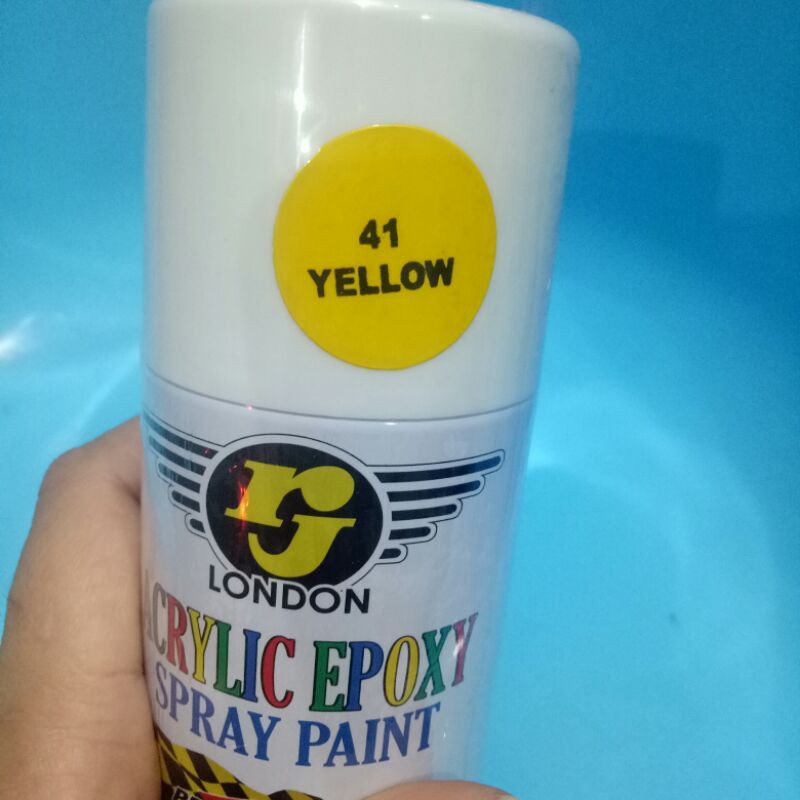 41
YELLOW
rJ
LONDON
ACRYLIC EPOXY
SPRAY PAINT